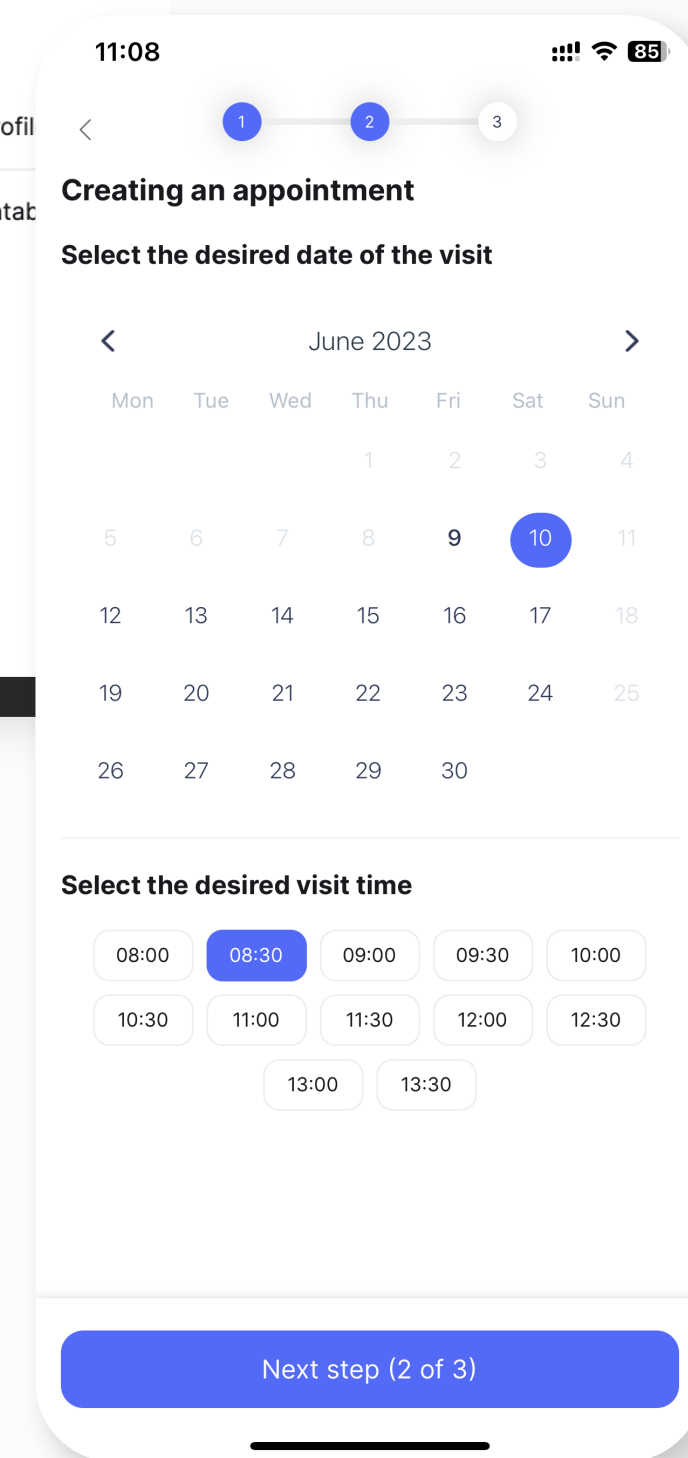 11:08
85
1 2 3
Creating an appointment
Select the desired date of the visit
June 2023
Mon Tue Wed Thu Fri Sat Sun
1 2 3 4
5 6 7 8 9 10 11
12 13 14 15 16 17 18
19 20 21 22 23 24 25
26 27 28 29 30
Select the desired visit time
08:00 08:30 09:00 09:30 10:00
10:30 11:00 11:30 12:00 12:30
13:00 13:30
Next step (2 of 3)